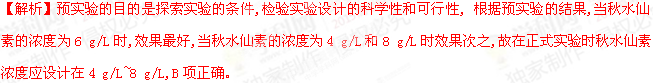 【解析】预实验的目的是探索实验的条件,检验实验设计的科学性和可行性, 根据预实验的结果,当秋水仙
素的浓度为 6 g/L 时,效果最好,当秋水仙素的浓度为 4 g/L 和 8 g/L 时效果次之,故在正式实验时秋水仙素
浓度应设计在 4 g/L~8 g/L,B 项正确。